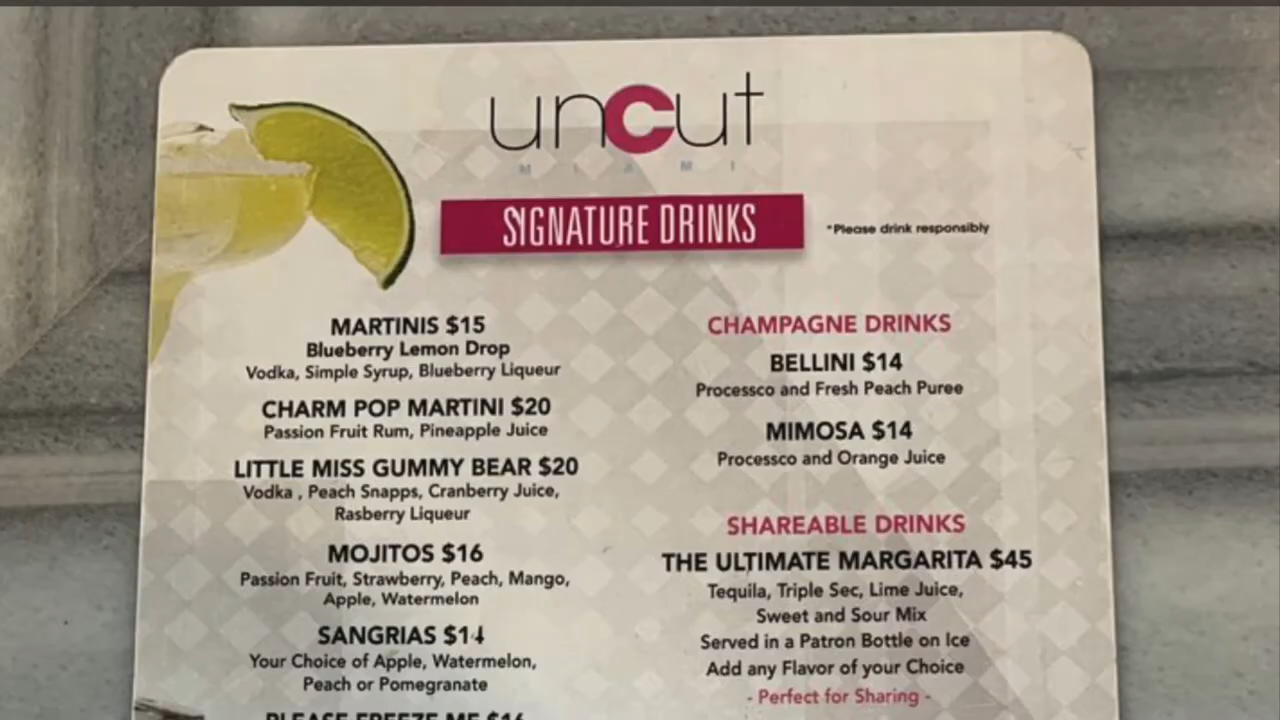 uncut
MIAMI
SIGNATURE DRINKS
*Please drink responsibly
MARTINIS $15
Blueberry Lemon Drop
Vodka, Simple Syrup, Blueberry Liqueur
CHARM POP MARTINI $20
Passion Fruit Rum, Pineapple Juice
LITTLE MISS GUMMY BEAR $20
Vodka , Peach Snapps, Cranberry Juice,
Rasberry Liqueur
MOJITOS $16
Passion Fruit, Strawberry, Peach, Mango,
Apple, Watermelon
SANGRIAS $14
Your Choice of Apple, Watermelon,
Peach or Pomegranate
PLEASE FREEZE ME $16
CHAMPAGNE DRINKS
BELLINI $14
Processco and Fresh Peach Puree
MIMOSA $14
Processco and Orange Juice
SHAREABLE DRINKS
THE ULTIMATE MARGARITA $45
Tequila, Triple Sec, Lime Juice,
Sweet and Sour Mix
Served in a Patron Bottle on Ice
Add any Flavor of your Choice
- Perfect for Sharing -